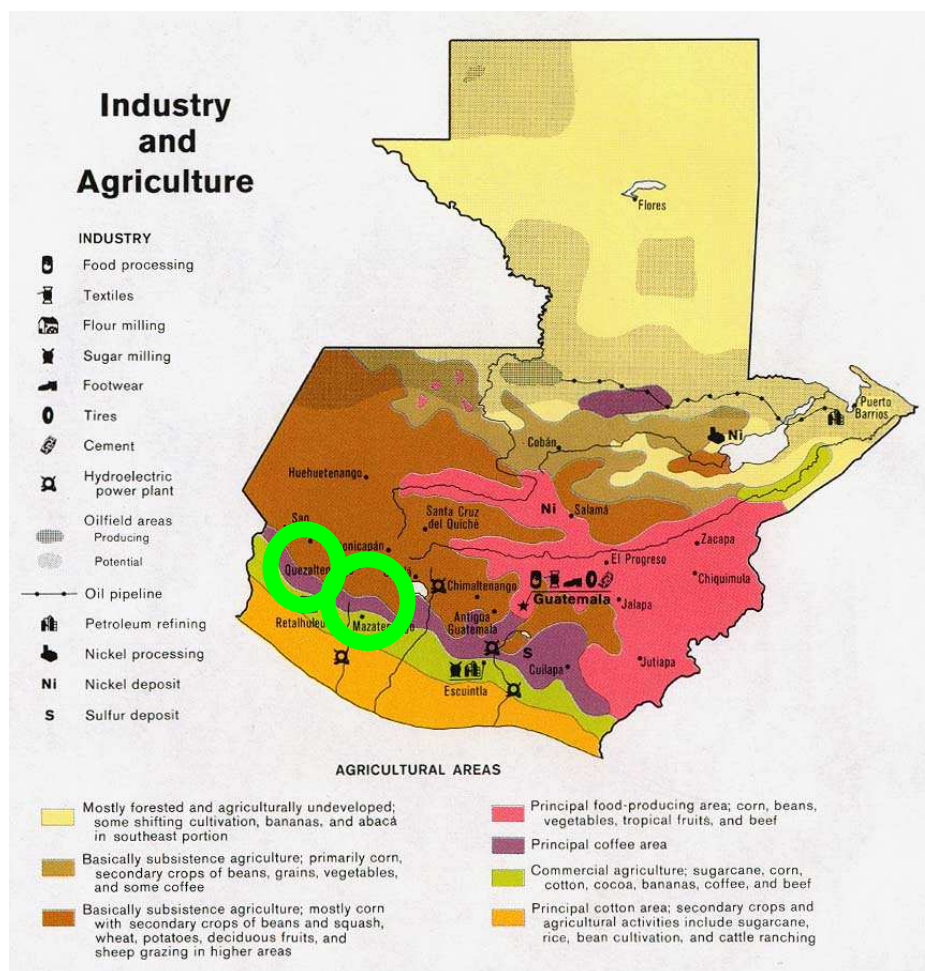 Industry
and
Agriculture
INDUSTRY
Food processing
Textiles
Flour milling
Sugar milling
Footwear
Tires
Cement
Hydroelectric
power plant
Oilfield areas
Producing
Potential
Oil pipeline
Petroleum refining
Nickel processing
Ni Nickel deposit
S Sulfur deposit
Flores
Puerto
Barrios
Ni
Cobán
Huehuetenango
Ni
Salamá
Santa Cruz
del Quiché
San
Zacapa
El Progreso
Chiquimula
Chimaltenango
Guatemala
Jalapa
Antigua
Guatemala
S
Cuilapa
Jutiapa
Escuintla
AGRICULTURAL AREAS
Mostly forested and agriculturally undeveloped;
some shifting cultivation, bananas, and abacá
in southeast portion
Basically subsistence agriculture; primarily corn,
secondary crops of beans, grains, vegetables,
and some coffee
Basically subsistence agriculture; mostly corn
with secondary crops of beans and squash,
wheat, potatoes, deciduous fruits, and
sheep grazing in higher areas
Principal food-producing area; corn, beans,
vegetables, tropical fruits, and beef
Principal coffee area
Commercial agriculture; sugarcane, corn,
cotton, cocoa, bananas, coffee, and beef
Principal cotton area; secondary crops and
agricultural activities include sugarcane,
rice, bean cultivation, and cattle ranching